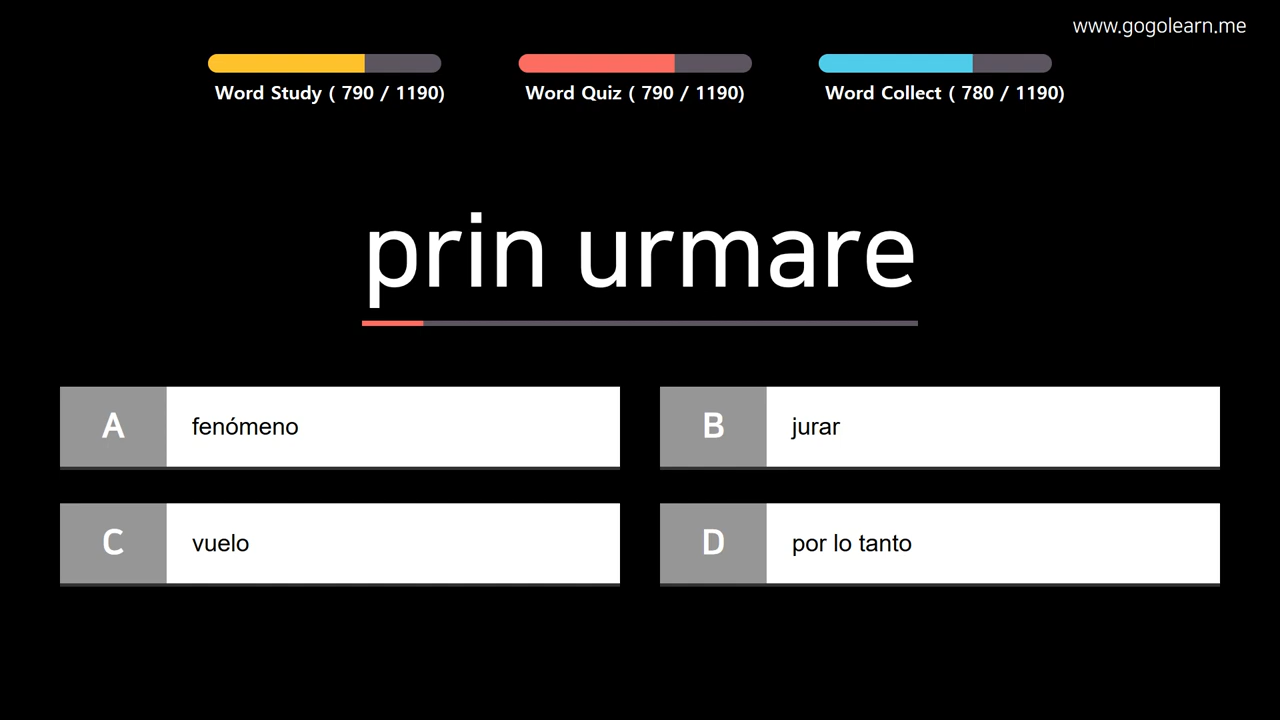 www.gogolearn.me
Word Study ( 790 / 1190)
Word Quiz ( 790 / 1190)
Word Collect ( 780 / 1190)
prin urmare
A
fenómeno
B
jurar
C
vuelo
D
por lo tanto